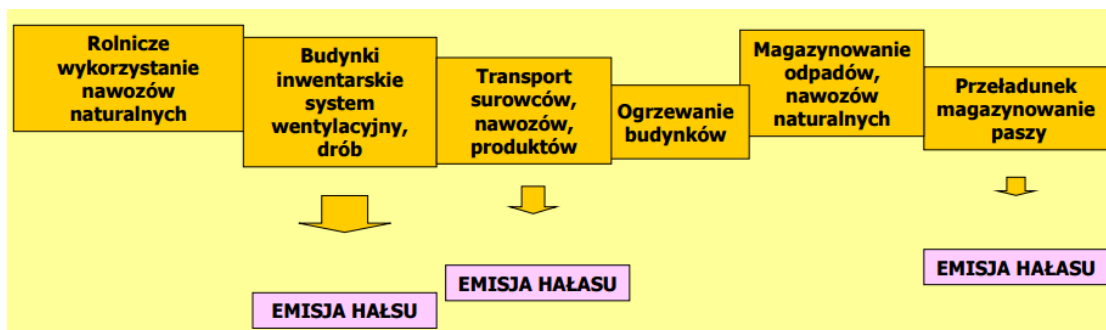 Rolnicze
wykorzystanie
nawozów
naturalnych
Budynki
inwentarskie
system
wentylacyjny,
drób
Transport
surowców,
nawozów,
produktów
Ogrzewanie
budynków
Magazynowanie
odpadów,
nawozów
naturalnych
Przeładunek
magazynowanie
paszy
EMISJA HAŁSU
EMISJA HAŁASU
EMISJA HAŁASU